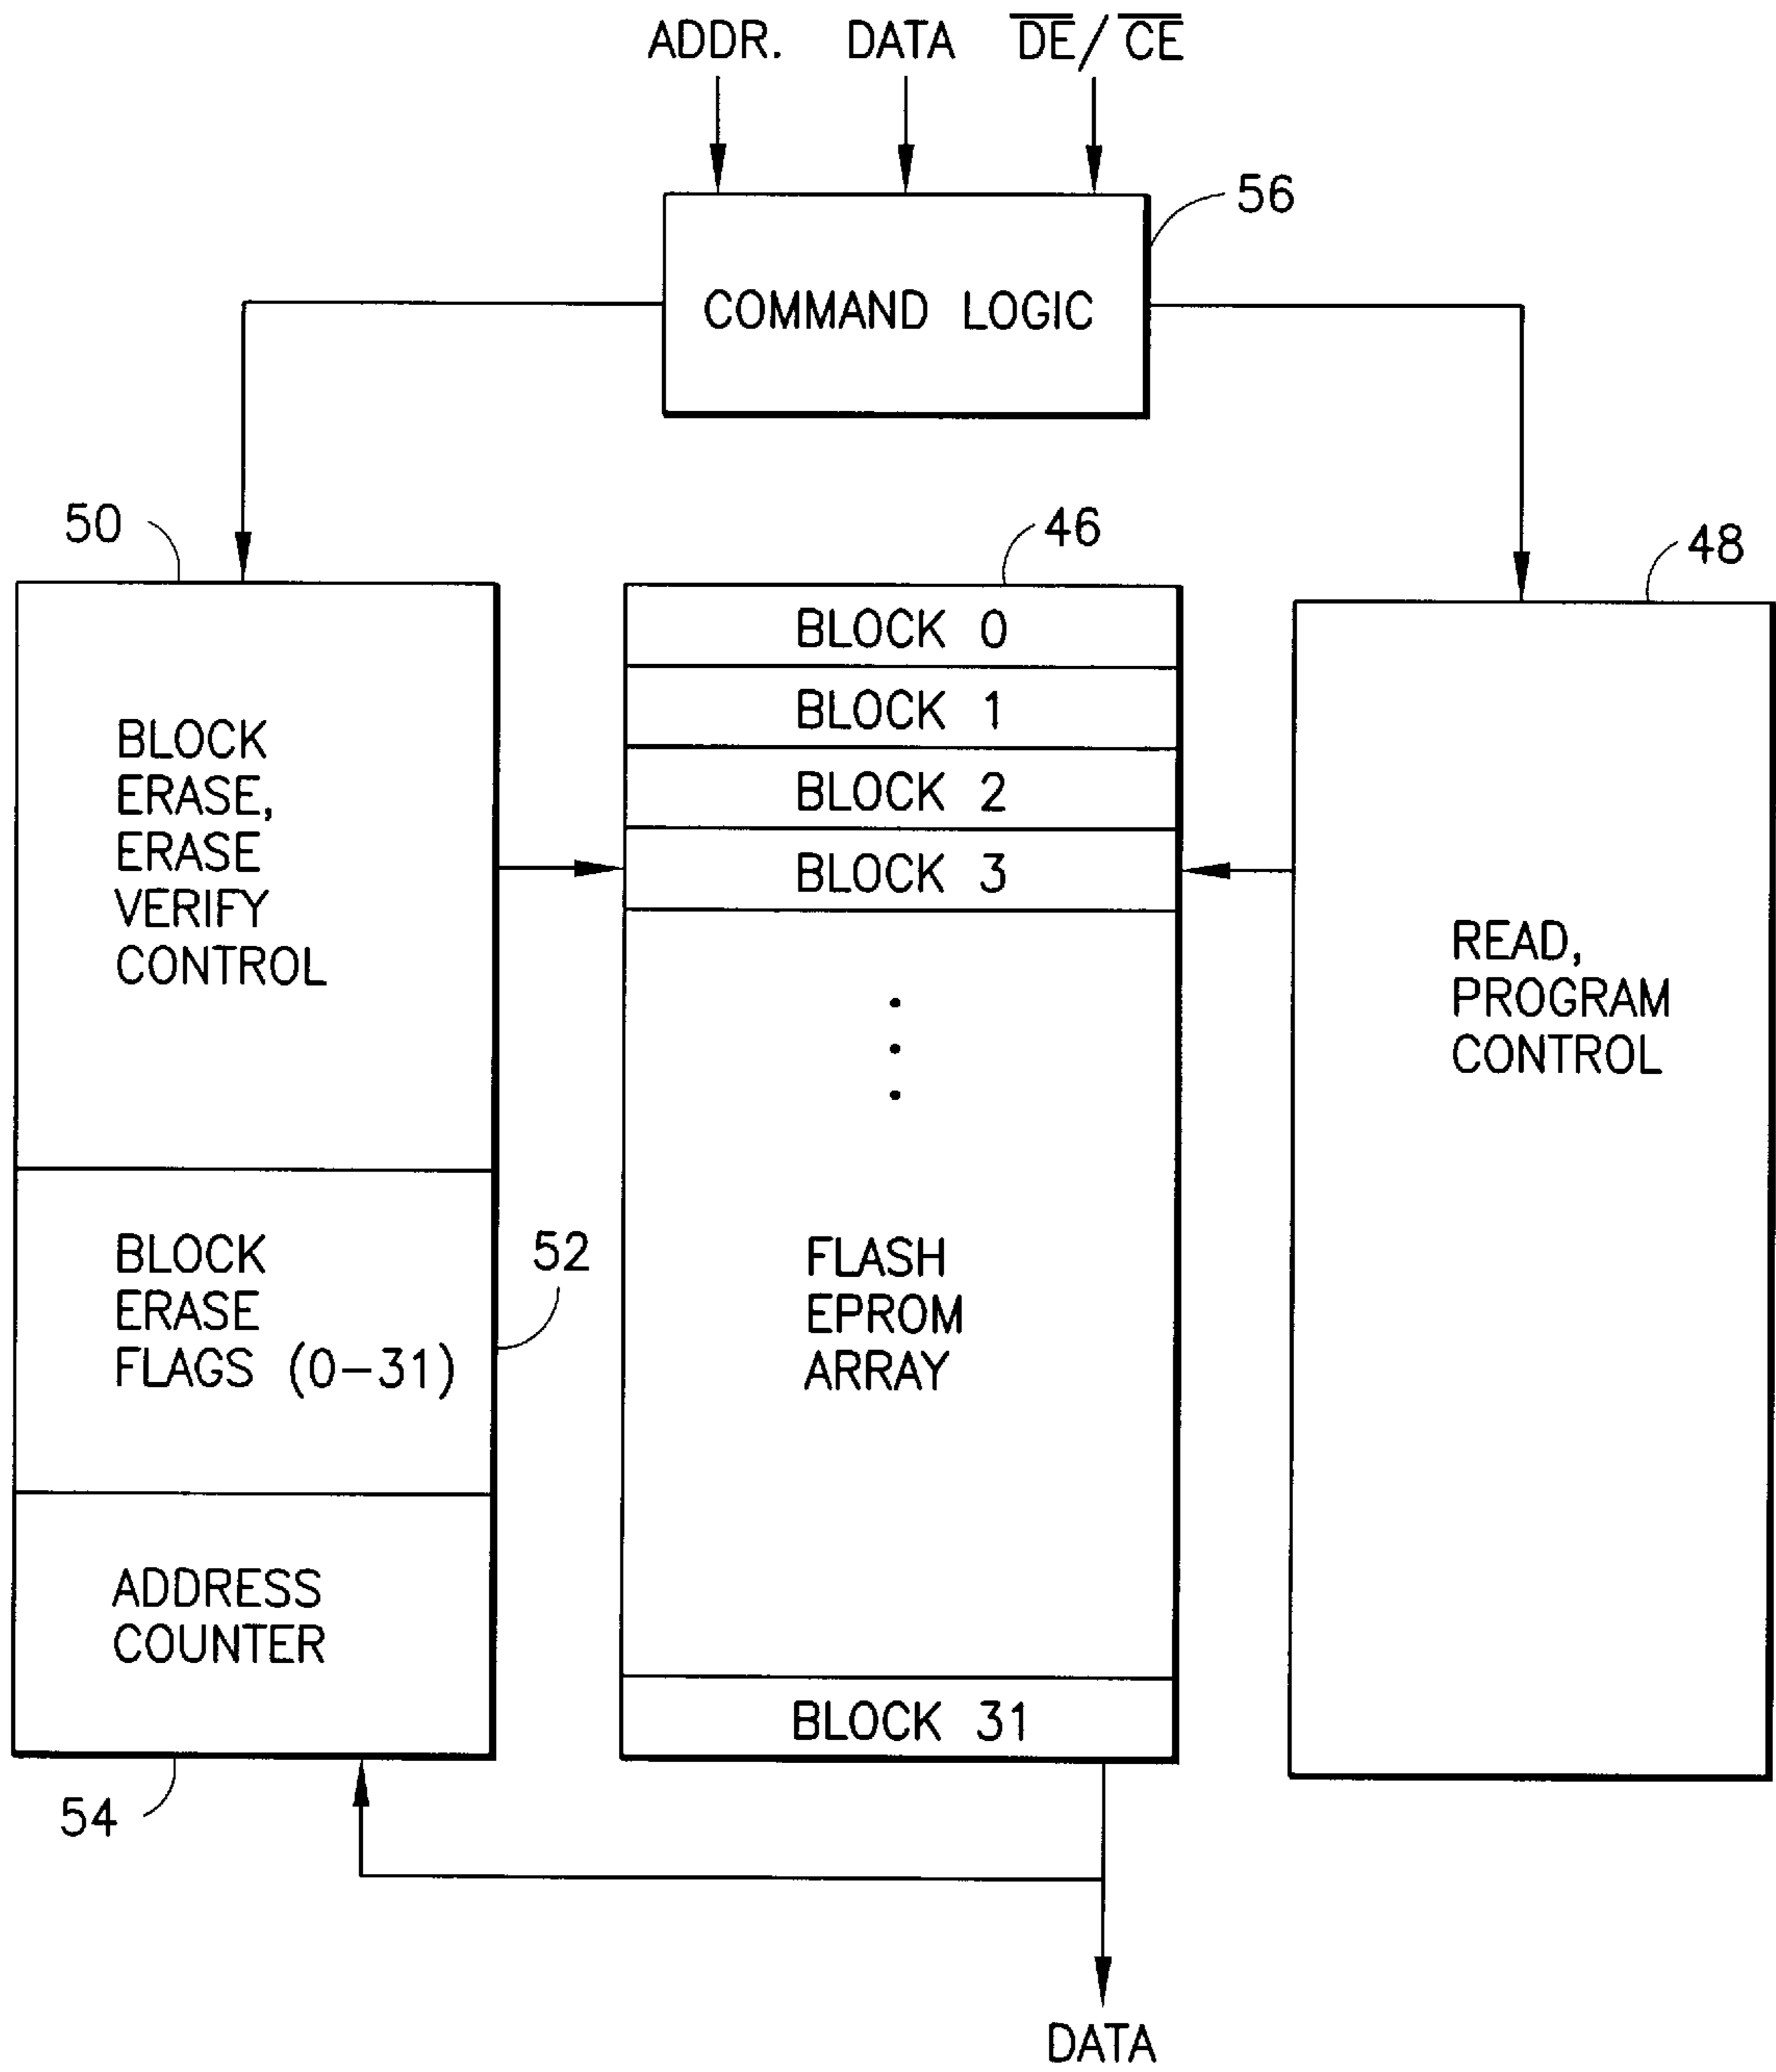 ADDR. DATA D̅E̅/C̅E̅
56
COMMAND LOGIC
50
46
48
BLOCK 0
BLOCK 1
BLOCK 2
BLOCK 3
BLOCK
ERASE,
ERASE
VERIFY
CONTROL
READ,
PROGRAM
CONTROL
BLOCK
ERASE
FLAGS (0-31)
52
FLASH
EPROM
ARRAY
ADDRESS
COUNTER
BLOCK 31
54
DATA